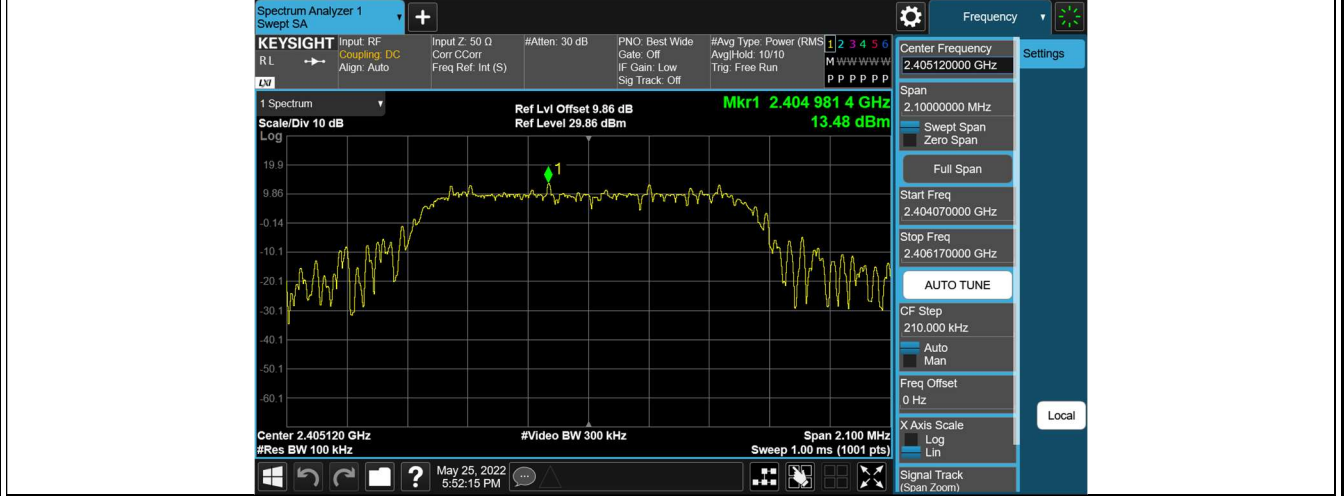 Spectrum Analyzer 1
Swept SA
+
Frequency
KEYSIGHT
R L
LXI
Input: RF
Coupling: DC
Align: Auto
Input Z: 50 Ω
Corr CCorr
Freq Ref: Int (S)
#Atten: 30 dB
PNO: Best Wide
Gate: Off
IF Gain: Low
Sig Track: Off
#Avg Type: Power (RMS
Avg|Hold: 10/10
Trig: Free Run
1 2 3 4 5 6
M W W W W W
P P P P P P
1 Spectrum
Scale/Div 10 dB
Ref Lvl Offset 9.86 dB
Ref Level 29.86 dBm
Mkr1 2.404 981 4 GHz
13.48 dBm
Log
19.9
9.86
-0.14
-10.1
-20.1
-30.1
-40.1
-50.1
-60.1
1
Center 2.405120 GHz
#Res BW 100 kHz
#Video BW 300 kHz
Span 2.100 MHz
Sweep 1.00 ms (1001 pts)
?
May 25, 2022
5:52:15 PM
Center Frequency
2.405120000 GHz
Settings
Span
2.10000000 MHz
Swept Span
Zero Span
Full Span
Start Freq
2.404070000 GHz
Stop Freq
2.406170000 GHz
AUTO TUNE
CF Step
210.000 kHz
Auto
Man
Freq Offset
0 Hz
Local
X Axis Scale
Log
Lin
Signal Track
(Span Zoom)